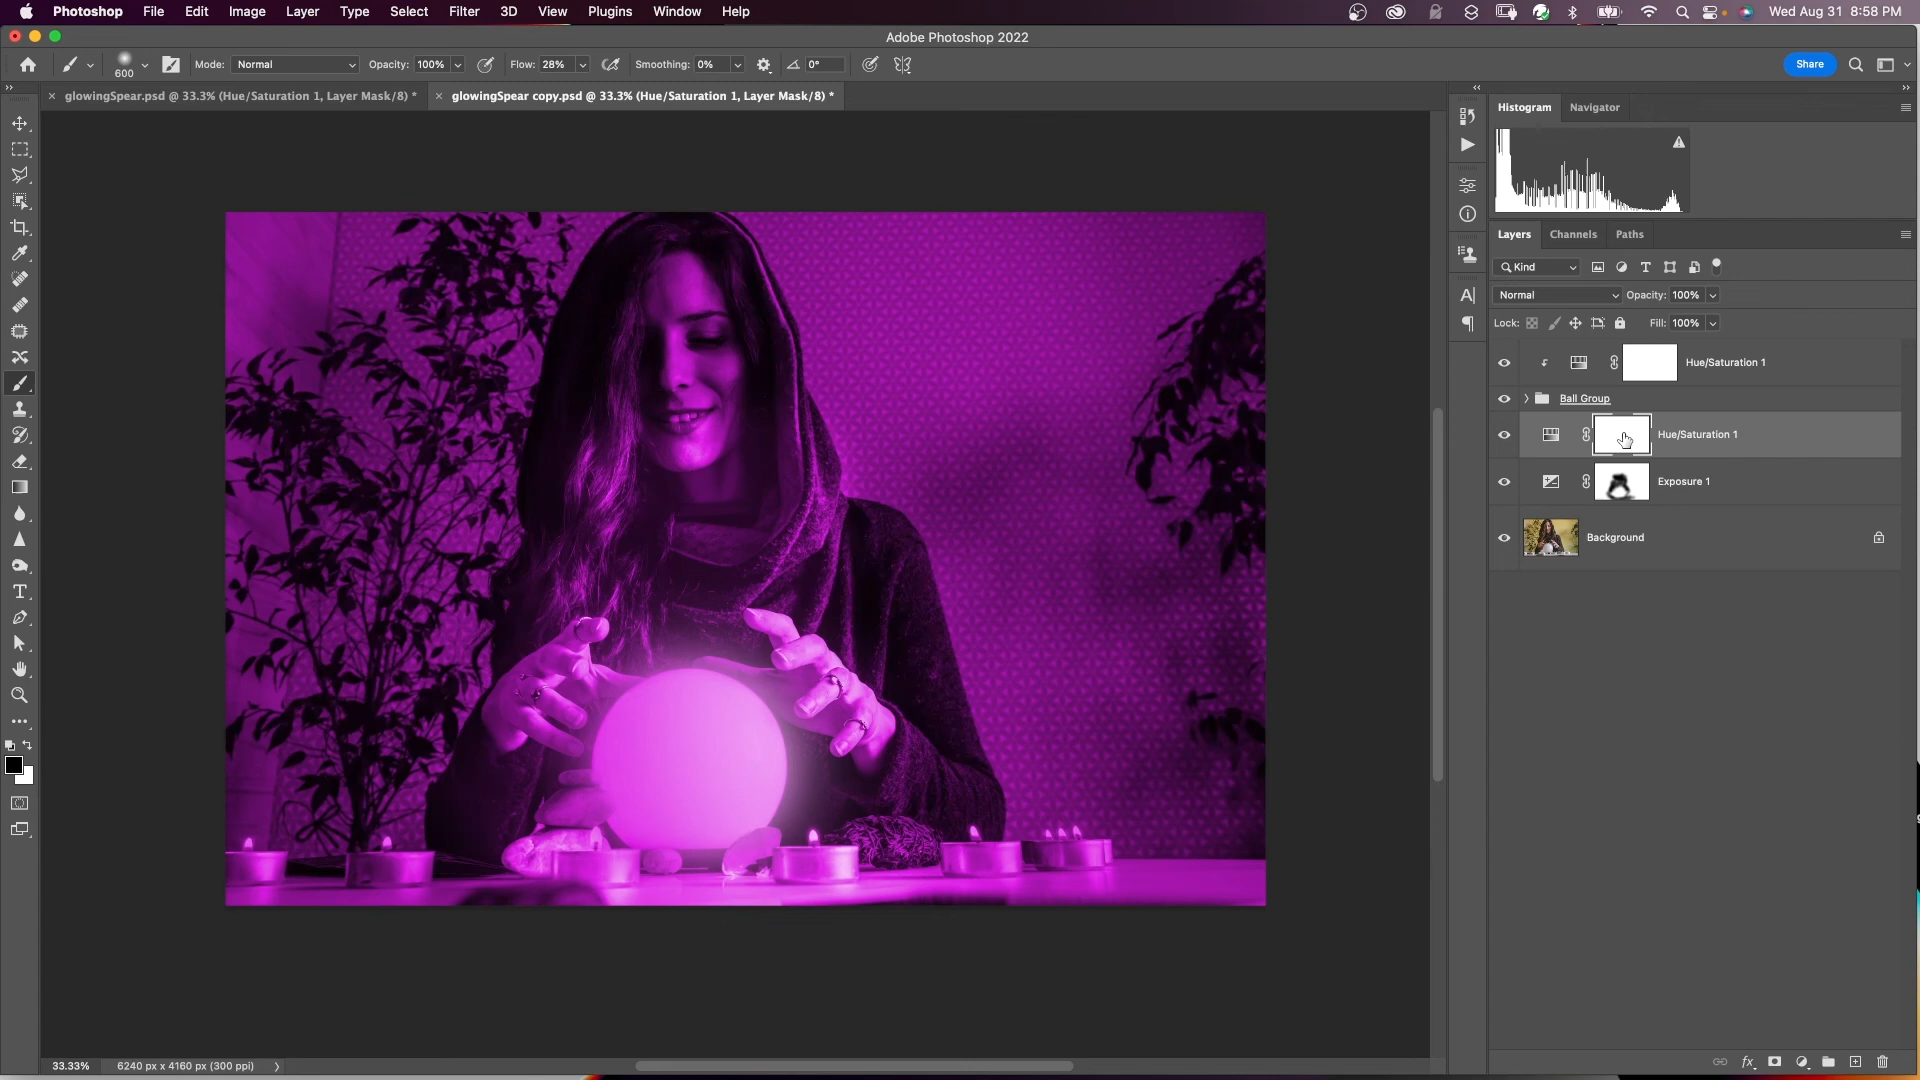 Photoshop File Edit Image Layer Type Select Filter 3D View Plugins Window Help Wed Aug 31 8:58 PM
Adobe Photoshop 2022
600 Mode: Normal Opacity: 100% Flow: 28% Smoothing: 0% 0° Share
× glowingSpear.psd @ 33.3% (Hue/Saturation 1, Layer Mask/8) * × glowingSpear copy.psd @ 33.3% (Hue/Saturation 1, Layer Mask/8) *
Histogram Navigator
Layers Channels Paths
Kind
Normal Opacity: 100%
Lock: Fill: 100%
Hue/Saturation 1
Ball Group
Hue/Saturation 1
Exposure 1
Background
33.33% 6240 px x 4160 px (300 ppi)
fx